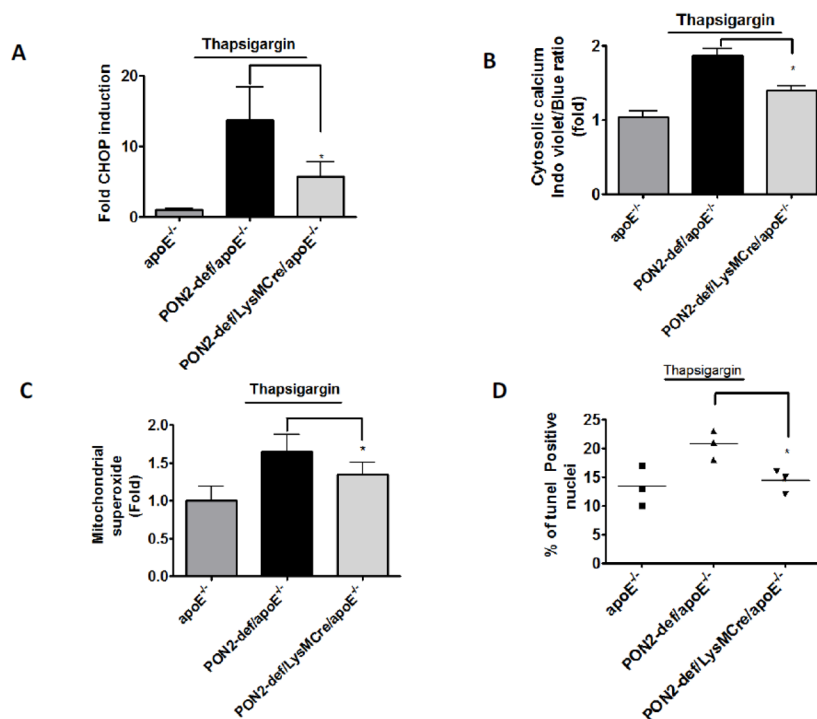 A
Thapsigargin
Fold CHOP induction
20
10
0
apoE-/-
PON2-def/apoE-/-
PON2-def/LysMCre/apoE-/-
B
Thapsigargin
Cytosolic calcium
Indo violet/Blue ratio
(fold)
2
1
0
*
apoE-/-
PON2-def/apoE-/-
PON2-def/LysMCre/apoE-/-
C
Thapsigargin
Mitochondrial
superoxide
(Fold)
2.0
1.5
1.0
0.5
0.0
*
apoE-/-
PON2-def/apoE-/-
PON2-def/LysMCre/apoE-/-
D
Thapsigargin
% of tunel Positive
nuclei
25
20
15
10
5
0
*
apoE-/-
PON2-def/apoE-/-
PON2-def/LysMCre/apoE-/-